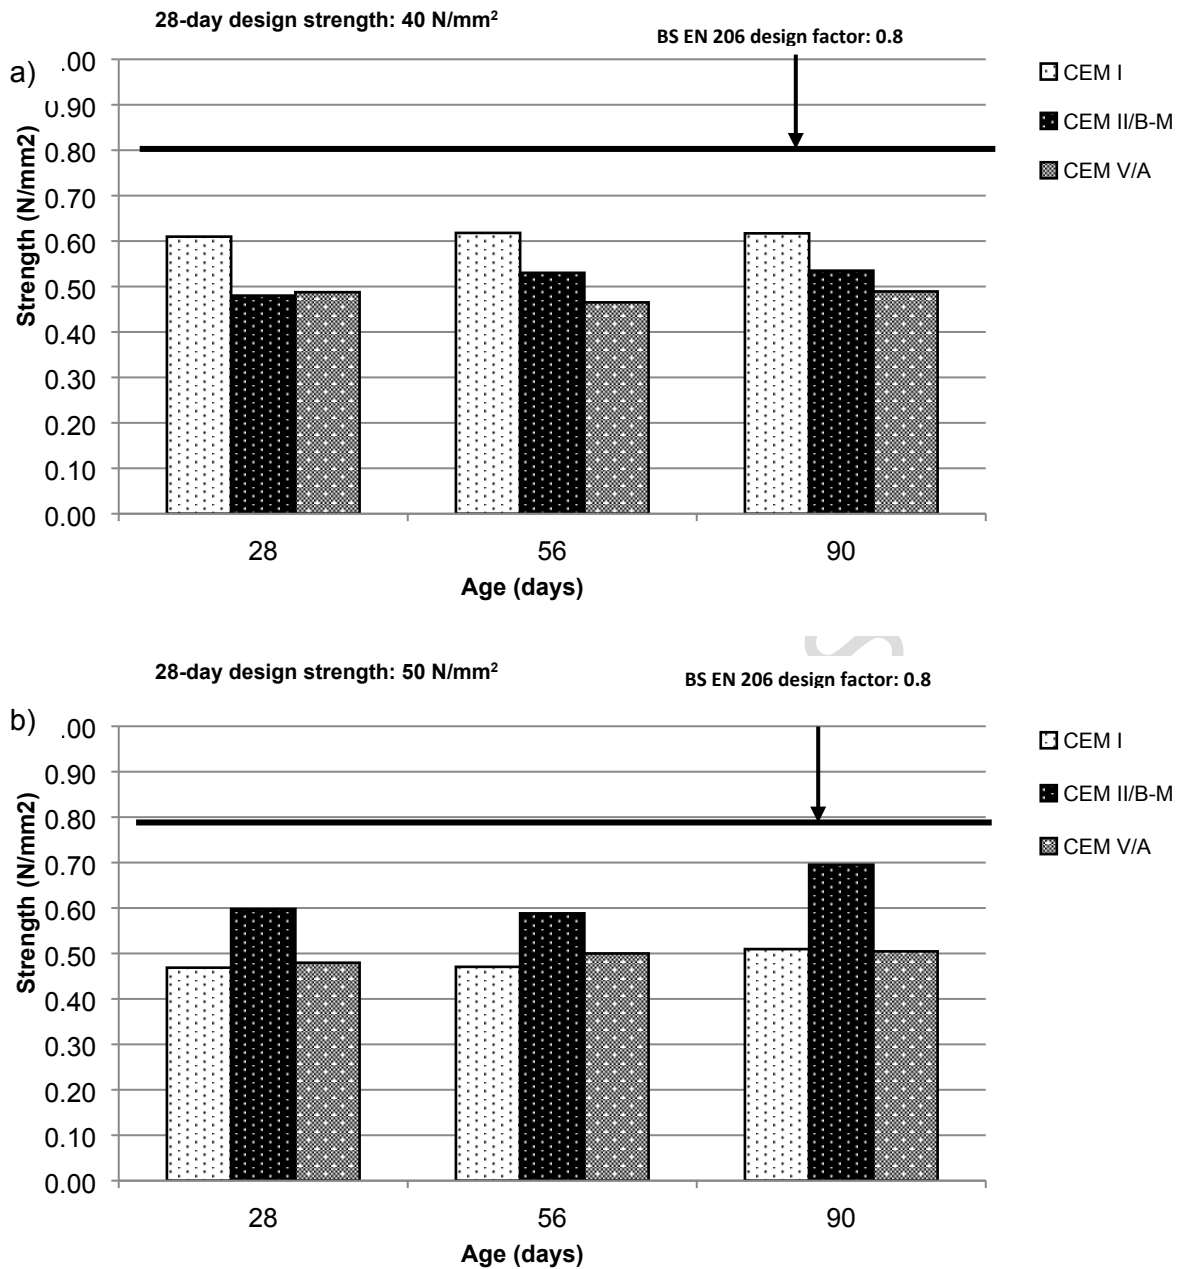 28-day design strength: 40 N/mm²
BS EN 206 design factor: 0.8
a)
.00
0.90
0.80
0.70
0.60
0.50
0.40
0.30
0.20
0.10
0.00
Strength (N/mm2)
28 56 90
Age (days)
CEM I
CEM II/B-M
CEM V/A
28-day design strength: 50 N/mm²
BS EN 206 design factor: 0.8
b)
.00
0.90
0.80
0.70
0.60
0.50
0.40
0.30
0.20
0.10
0.00
Strength (N/mm2)
28 56 90
Age (days)
CEM I
CEM II/B-M
CEM V/A